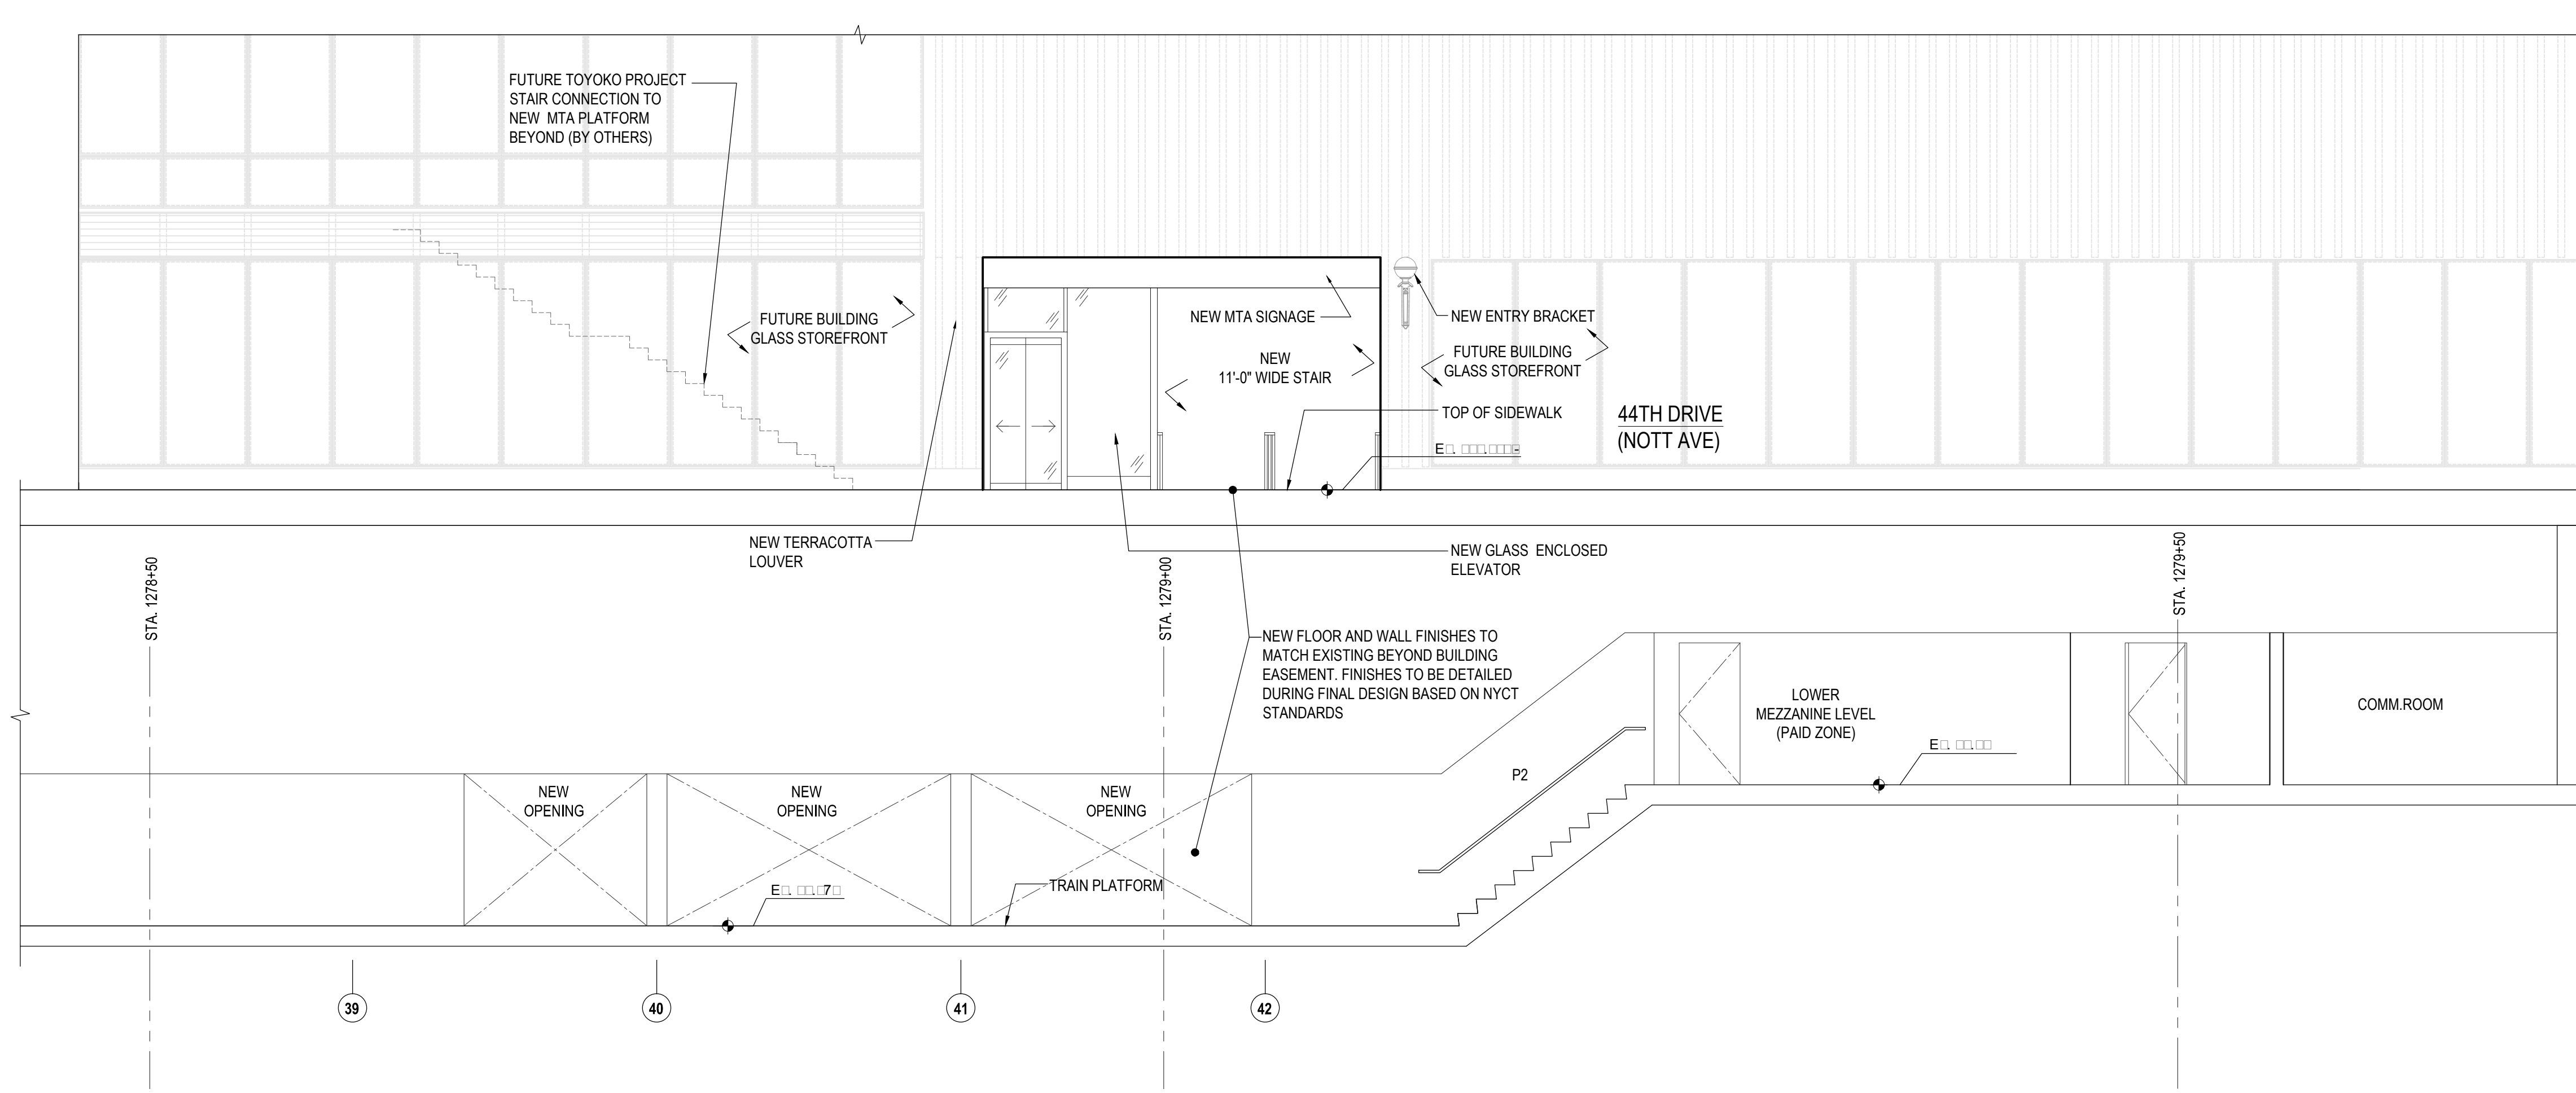 FUTURE TOYOKO PROJECT
STAIR CONNECTION TO
NEW MTA PLATFORM
BEYOND (BY OTHERS)
FUTURE BUILDING
GLASS STOREFRONT
NEW MTA SIGNAGE
NEW ENTRY BRACKET
NEW
11'-0" WIDE STAIR
FUTURE BUILDING
GLASS STOREFRONT
TOP OF SIDEWALK
44TH DRIVE
(NOTT AVE)
NEW TERRACOTTA
LOUVER
NEW GLASS ENCLOSED
ELEVATOR
STA. 1278+50
STA. 1279+00
STA. 1279+50
NEW FLOOR AND WALL FINISHES TO
MATCH EXISTING BEYOND BUILDING
EASEMENT. FINISHES TO BE DETAILED
DURING FINAL DESIGN BASED ON NYCT
STANDARDS
LOWER
MEZZANINE LEVEL
(PAID ZONE)
COMM.ROOM
P2
NEW
OPENING
NEW
OPENING
NEW
OPENING
TRAIN PLATFORM
39
40
41
42